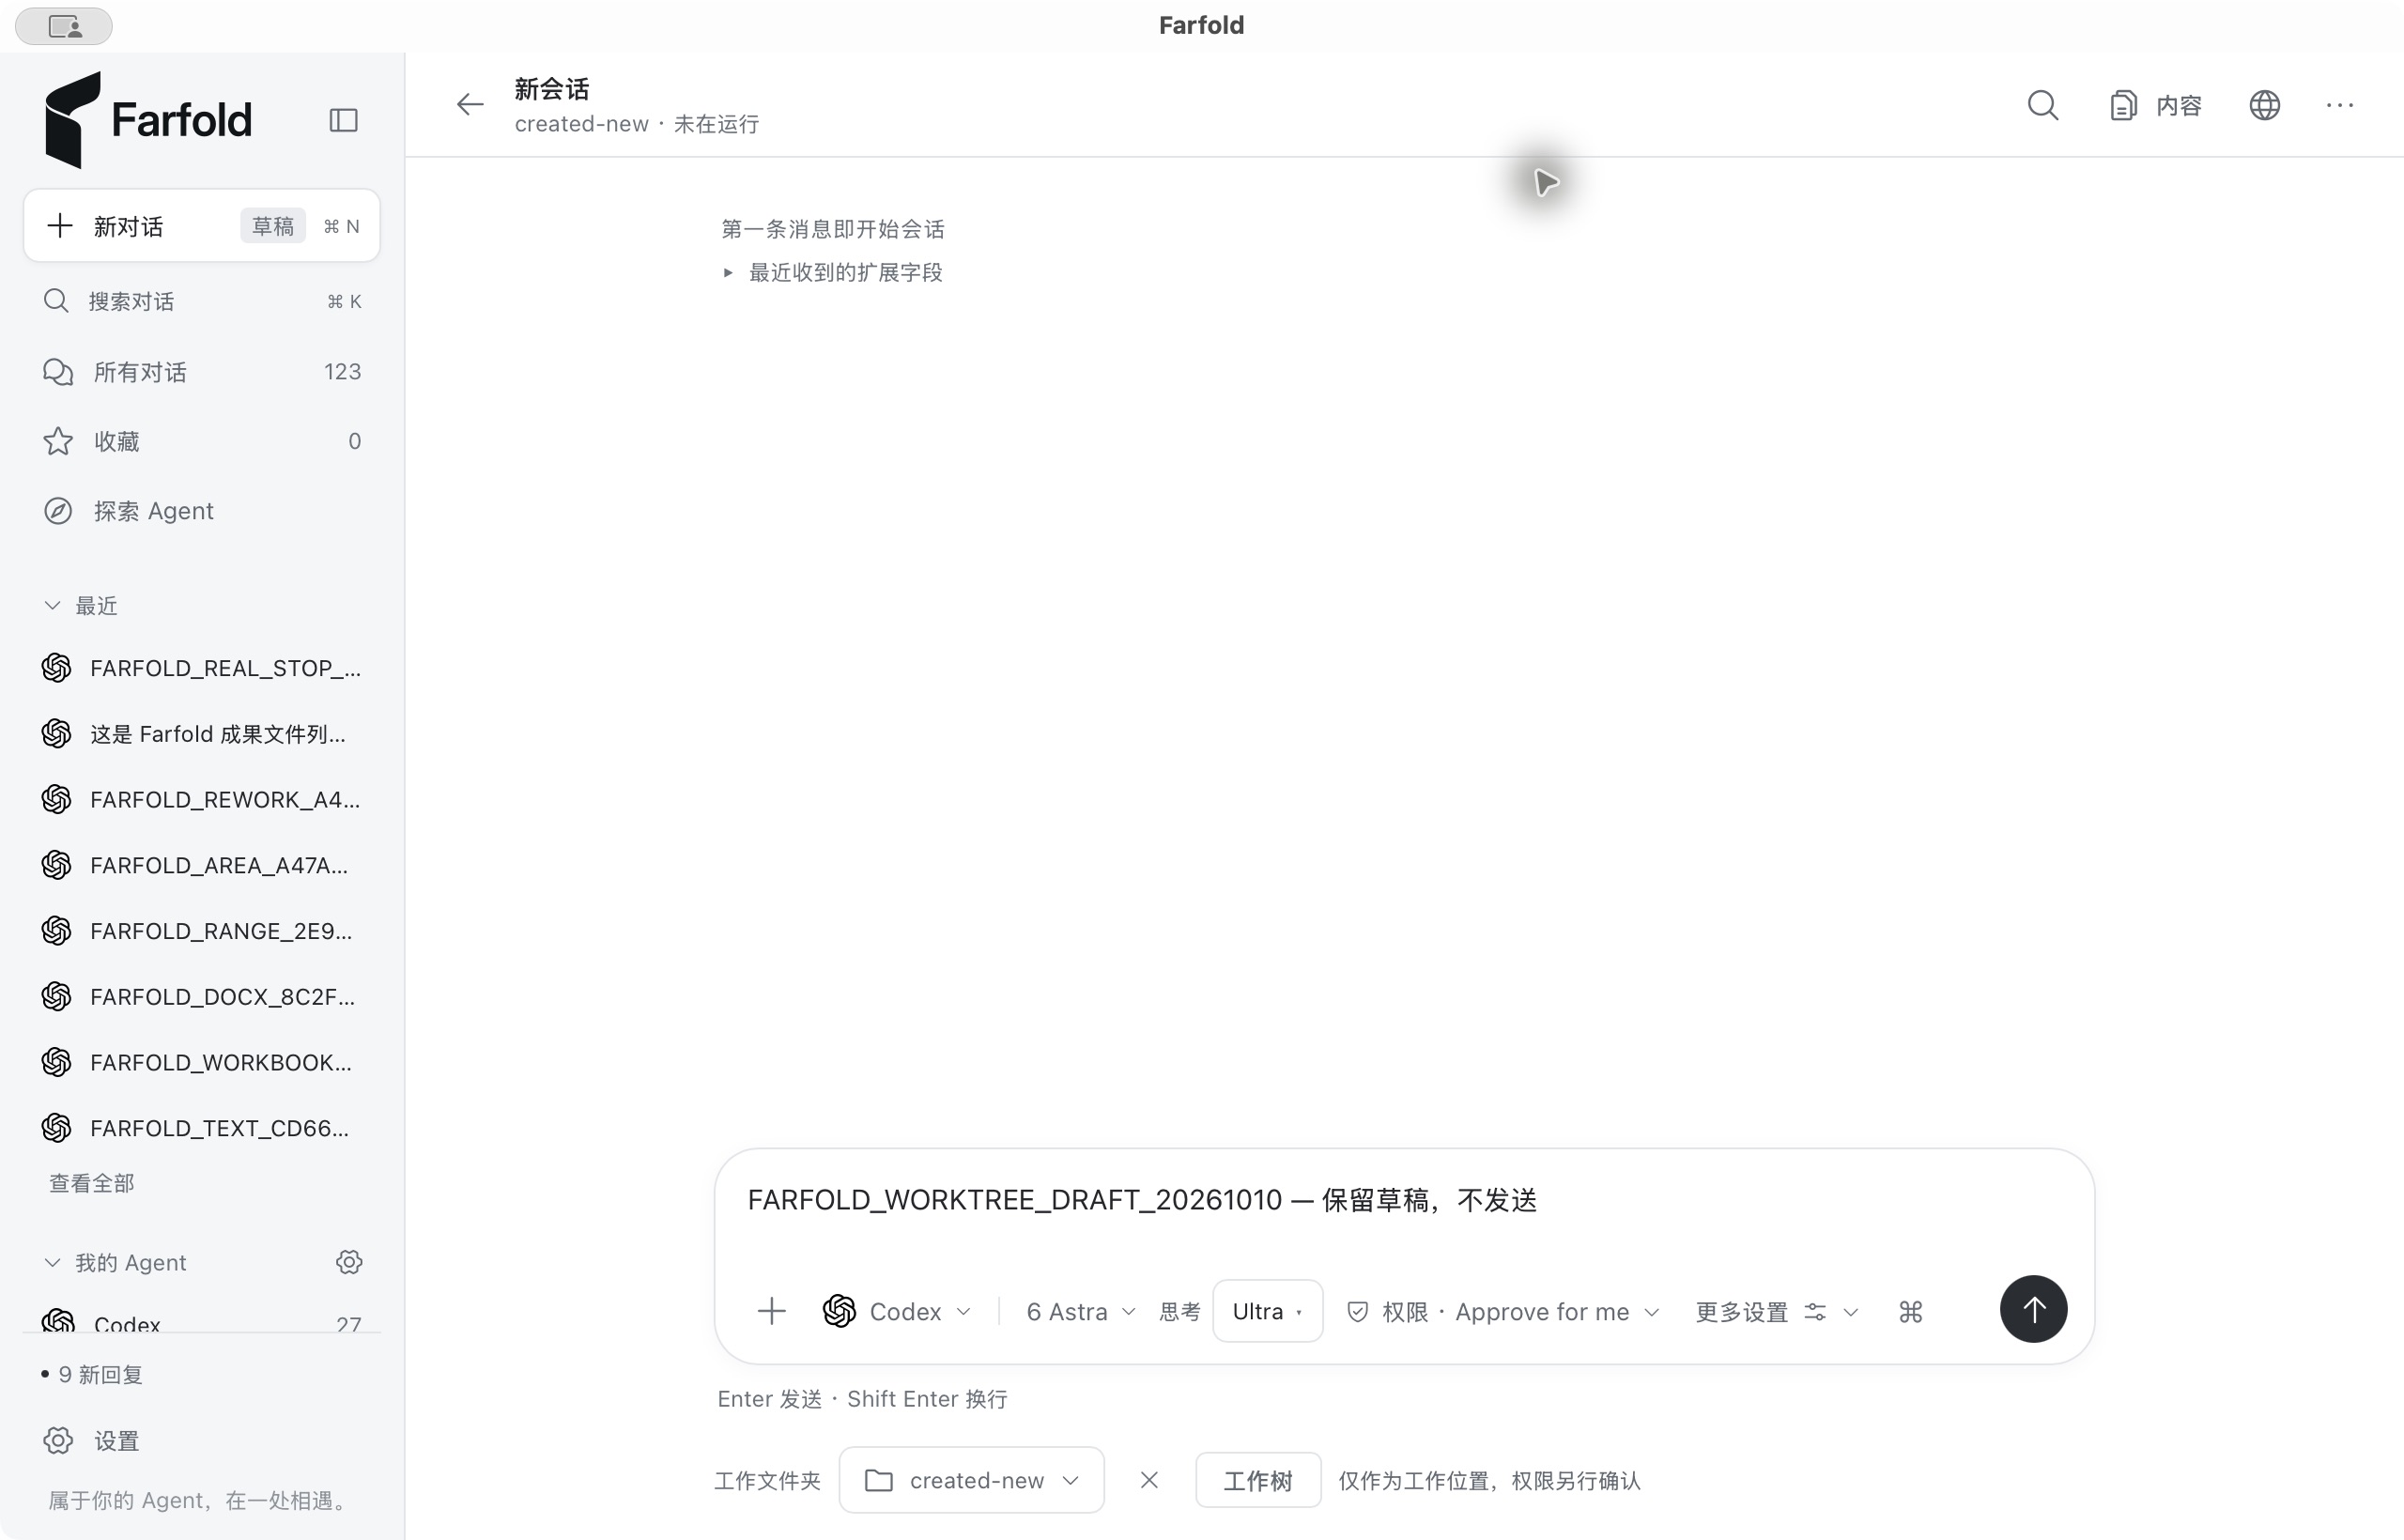 Farfold
Farfold
新对话 草稿 ⌘ N
搜索对话 ⌘ K
所有对话 123
收藏 0
探索 Agent
最近
FARFOLD_REAL_STOP_...
这是 Farfold 成果文件列...
FARFOLD_REWORK_A4...
FARFOLD_AREA_A47A...
FARFOLD_RANGE_2E9...
FARFOLD_DOCX_8C2F...
FARFOLD_WORKBOOK...
FARFOLD_TEXT_CD66...
查看全部
我的 Agent
Codex 27
9 新回复
设置
属于你的 Agent，在一处相遇。
新会话
created-new · 未在运行
内容
第一条消息即开始会话
最近收到的扩展字段
FARFOLD_WORKTREE_DRAFT_20261010 — 保留草稿，不发送
Codex 6 Astra 思考 Ultra 权限 · Approve for me 更多设置 ⌘
Enter 发送 · Shift Enter 换行
工作文件夹 created-new 工作树 仅作为工作位置，权限另行确认